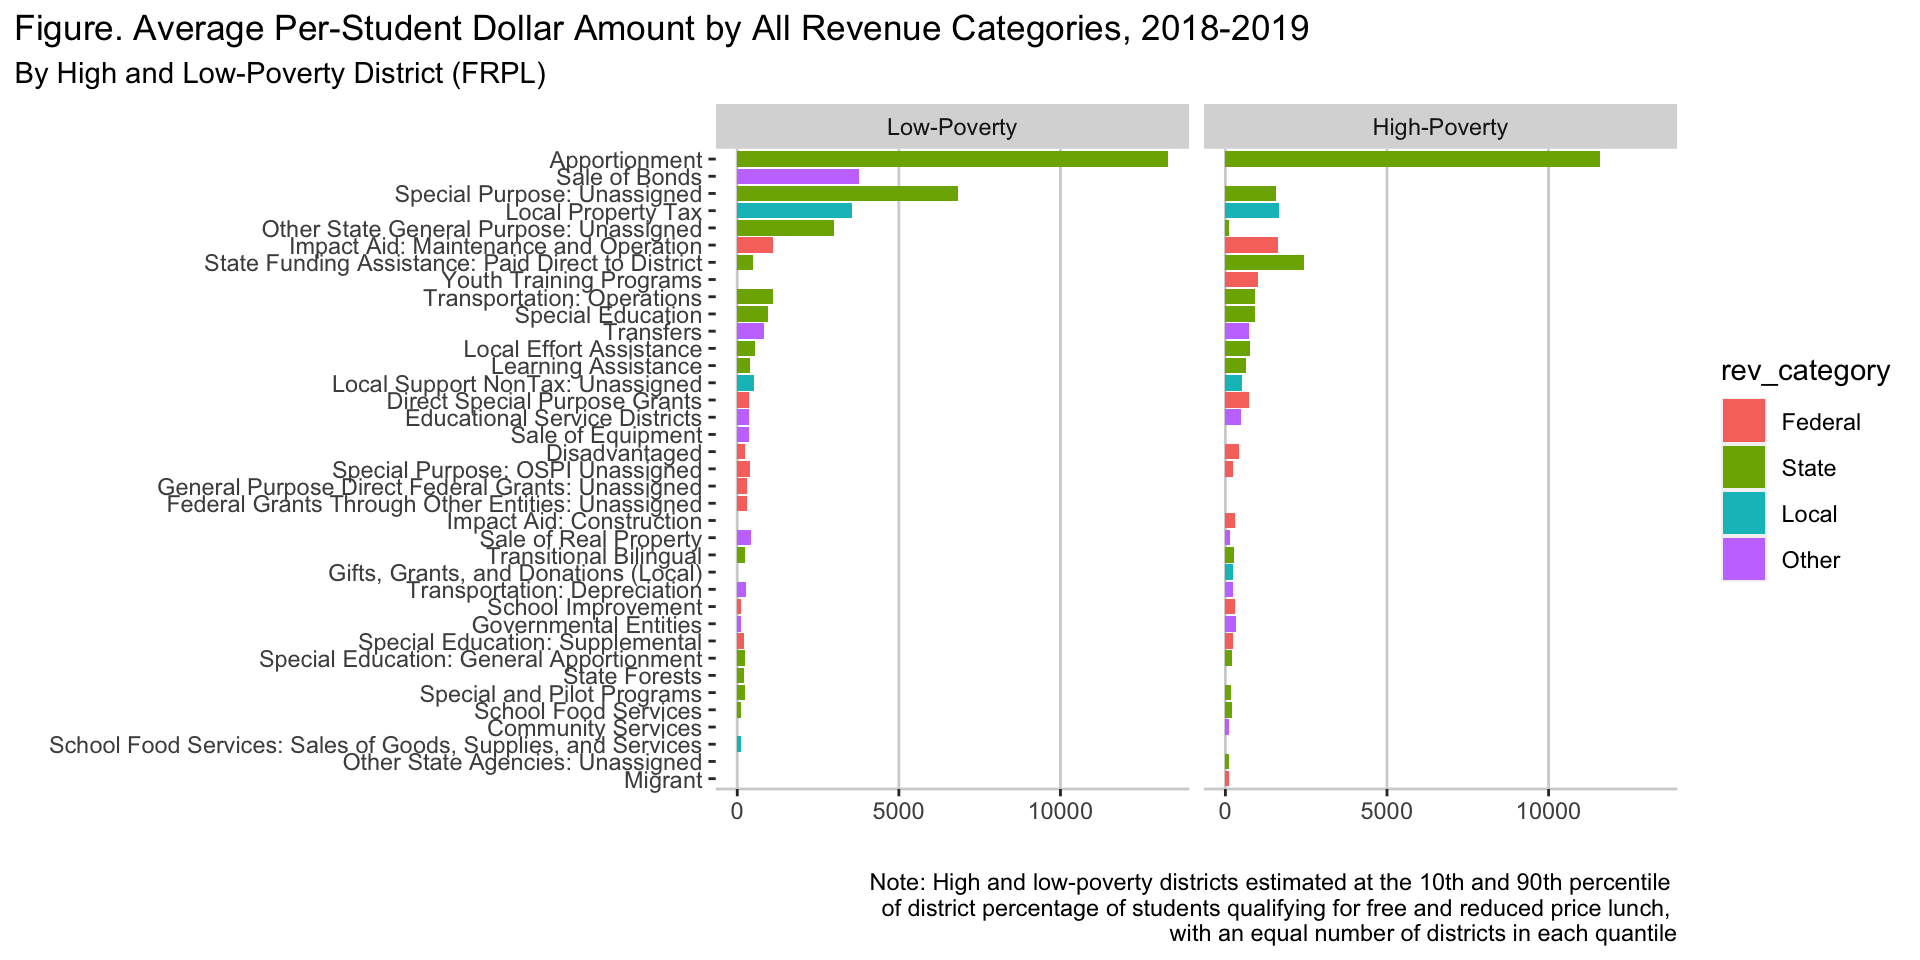 Figure. Average Per-Student Dollar Amount by All Revenue Categories, 2018-2019
By High and Low-Poverty District (FRPL)
Low-Poverty
High-Poverty
Apportionment
Sale of Bonds
Special Purpose: Unassigned
Local Property Tax
Other State General Purpose: Unassigned
Impact Aid: Maintenance and Operation
State Funding Assistance: Paid Direct to District
Youth Training Programs
Transportation: Operations
Special Education
Transfers
Local Effort Assistance
Learning Assistance
Local Support NonTax: Unassigned
Direct Special Purpose Grants
Educational Service Districts
Sale of Equipment
Disadvantaged
Special Purpose: OSPI Unassigned
General Purpose Direct Federal Grants: Unassigned
Federal Grants Through Other Entities: Unassigned
Impact Aid: Construction
Sale of Real Property
Transitional Bilingual
Gifts, Grants, and Donations (Local)
Transportation: Depreciation
School Improvement
Governmental Entities
Special Education: Supplemental
Special Education: General Apportionment
State Forests
Special and Pilot Programs
School Food Services
Community Services
School Food Services: Sales of Goods, Supplies, and Services
Other State Agencies: Unassigned
Migrant
0 5000 10000
0 5000 10000
rev_category
Federal
State
Local
Other
Note: High and low-poverty districts estimated at the 10th and 90th percentile
of district percentage of students qualifying for free and reduced price lunch,
with an equal number of districts in each quantile